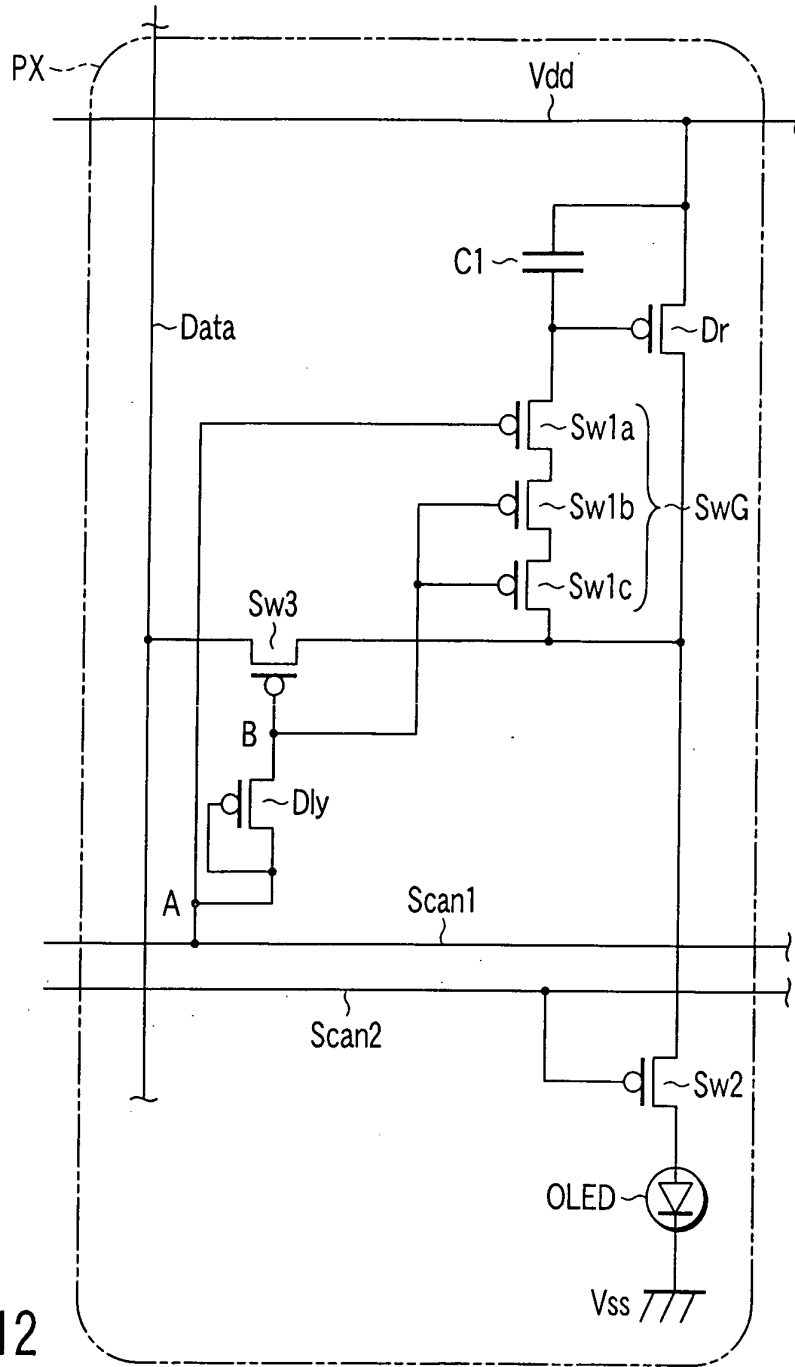 PX
Vdd
C1
Data
Dr
Sw1a
Sw1b
SwG
Sw1c
Sw3
B
Dly
A
Scan1
Scan2
Sw2
OLED
Vss
12